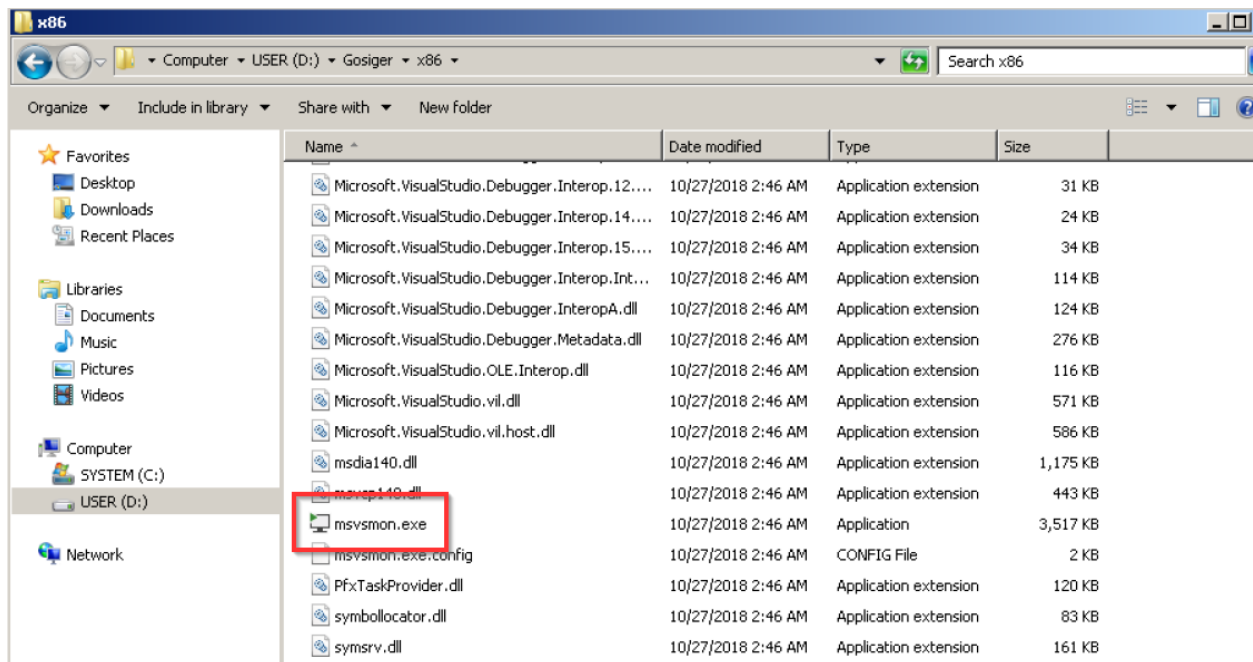 x86
Computer USER (D:) Gosiger x86 Search x86
Organize Include in library Share with New folder
Name Date modified Type Size
Favorites
Desktop
Downloads
Recent Places
Libraries
Documents
Music
Pictures
Videos
Computer
SYSTEM (C:)
USER (D:)
Network
Microsoft.VisualStudio.Debugger.Interop.12.... 10/27/2018 2:46 AM Application extension 31 KB
Microsoft.VisualStudio.Debugger.Interop.14.... 10/27/2018 2:46 AM Application extension 24 KB
Microsoft.VisualStudio.Debugger.Interop.15.... 10/27/2018 2:46 AM Application extension 34 KB
Microsoft.VisualStudio.Debugger.Interop.Int... 10/27/2018 2:46 AM Application extension 114 KB
Microsoft.VisualStudio.Debugger.InteropA.dll 10/27/2018 2:46 AM Application extension 124 KB
Microsoft.VisualStudio.Debugger.Metadata.dll 10/27/2018 2:46 AM Application extension 276 KB
Microsoft.VisualStudio.OLE.Interop.dll 10/27/2018 2:46 AM Application extension 116 KB
Microsoft.VisualStudio.vil.dll 10/27/2018 2:46 AM Application extension 571 KB
Microsoft.VisualStudio.vil.host.dll 10/27/2018 2:46 AM Application extension 586 KB
msdia140.dll 10/27/2018 2:46 AM Application extension 1,175 KB
msvcp140.dll 10/27/2018 2:46 AM Application extension 443 KB
msvsmon.exe 10/27/2018 2:46 AM Application 3,517 KB
msvsmon.exe.config 10/27/2018 2:46 AM CONFIG File 2 KB
PfxTaskProvider.dll 10/27/2018 2:46 AM Application extension 120 KB
symbollocator.dll 10/27/2018 2:46 AM Application extension 83 KB
symsrv.dll 10/27/2018 2:46 AM Application extension 161 KB